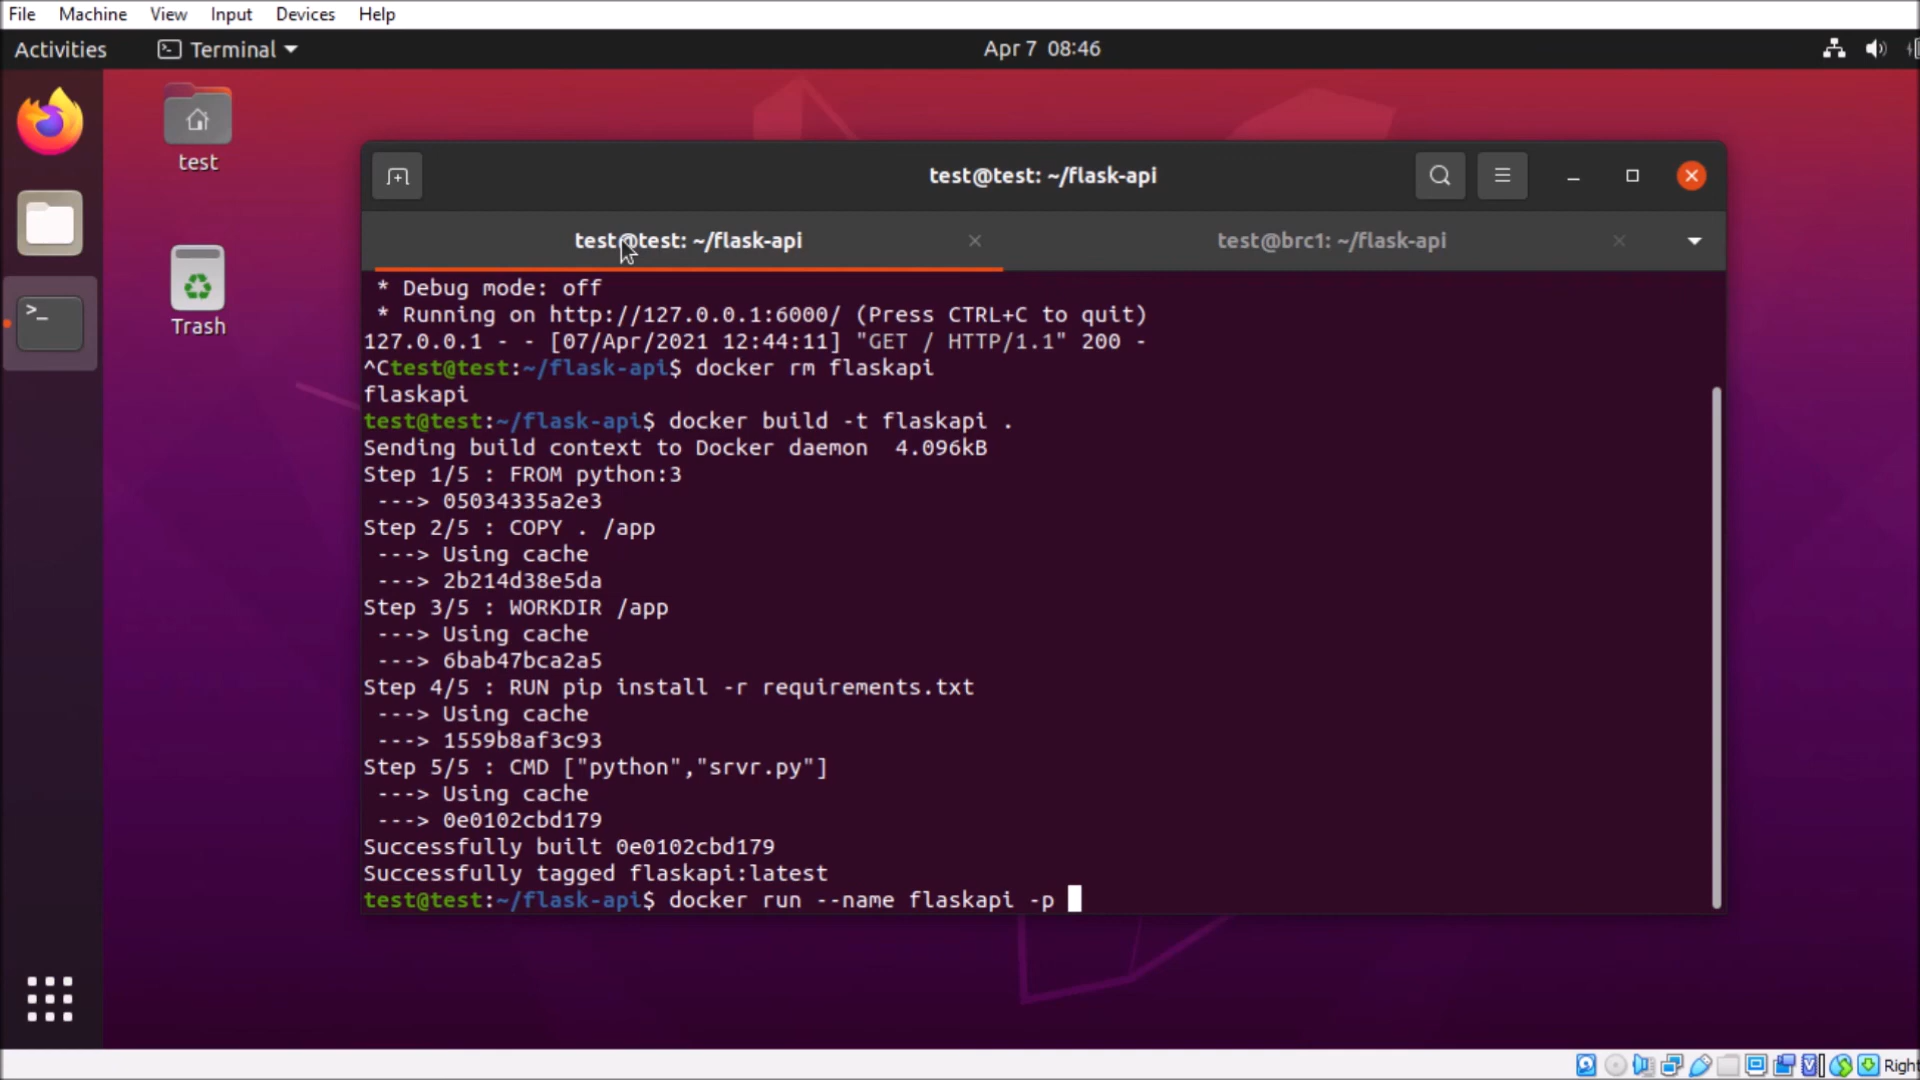 File Machine View Input Devices Help
Activities Terminal Apr 7 08:46
test
Trash
test@test: ~/flask-api
test@test: ~/flask-api test@brc1: ~/flask-api
* Debug mode: off
* Running on http://127.0.0.1:6000/ (Press CTRL+C to quit)
127.0.0.1 - - [07/Apr/2021 12:44:11] "GET / HTTP/1.1" 200 -
^Ctest@test:~/flask-api$ docker rm flaskapi
flaskapi
test@test:~/flask-api$ docker build -t flaskapi .
Sending build context to Docker daemon  4.096kB
Step 1/5 : FROM python:3
---> 05034335a2e3
Step 2/5 : COPY . /app
---> Using cache
---> 2b214d38e5da
Step 3/5 : WORKDIR /app
---> Using cache
---> 6bab47bca2a5
Step 4/5 : RUN pip install -r requirements.txt
---> Using cache
---> 1559b8af3c93
Step 5/5 : CMD ["python","srvr.py"]
---> Using cache
---> 0e0102cbd179
Successfully built 0e0102cbd179
Successfully tagged flaskapi:latest
test@test:~/flask-api$ docker run --name flaskapi -p
Right